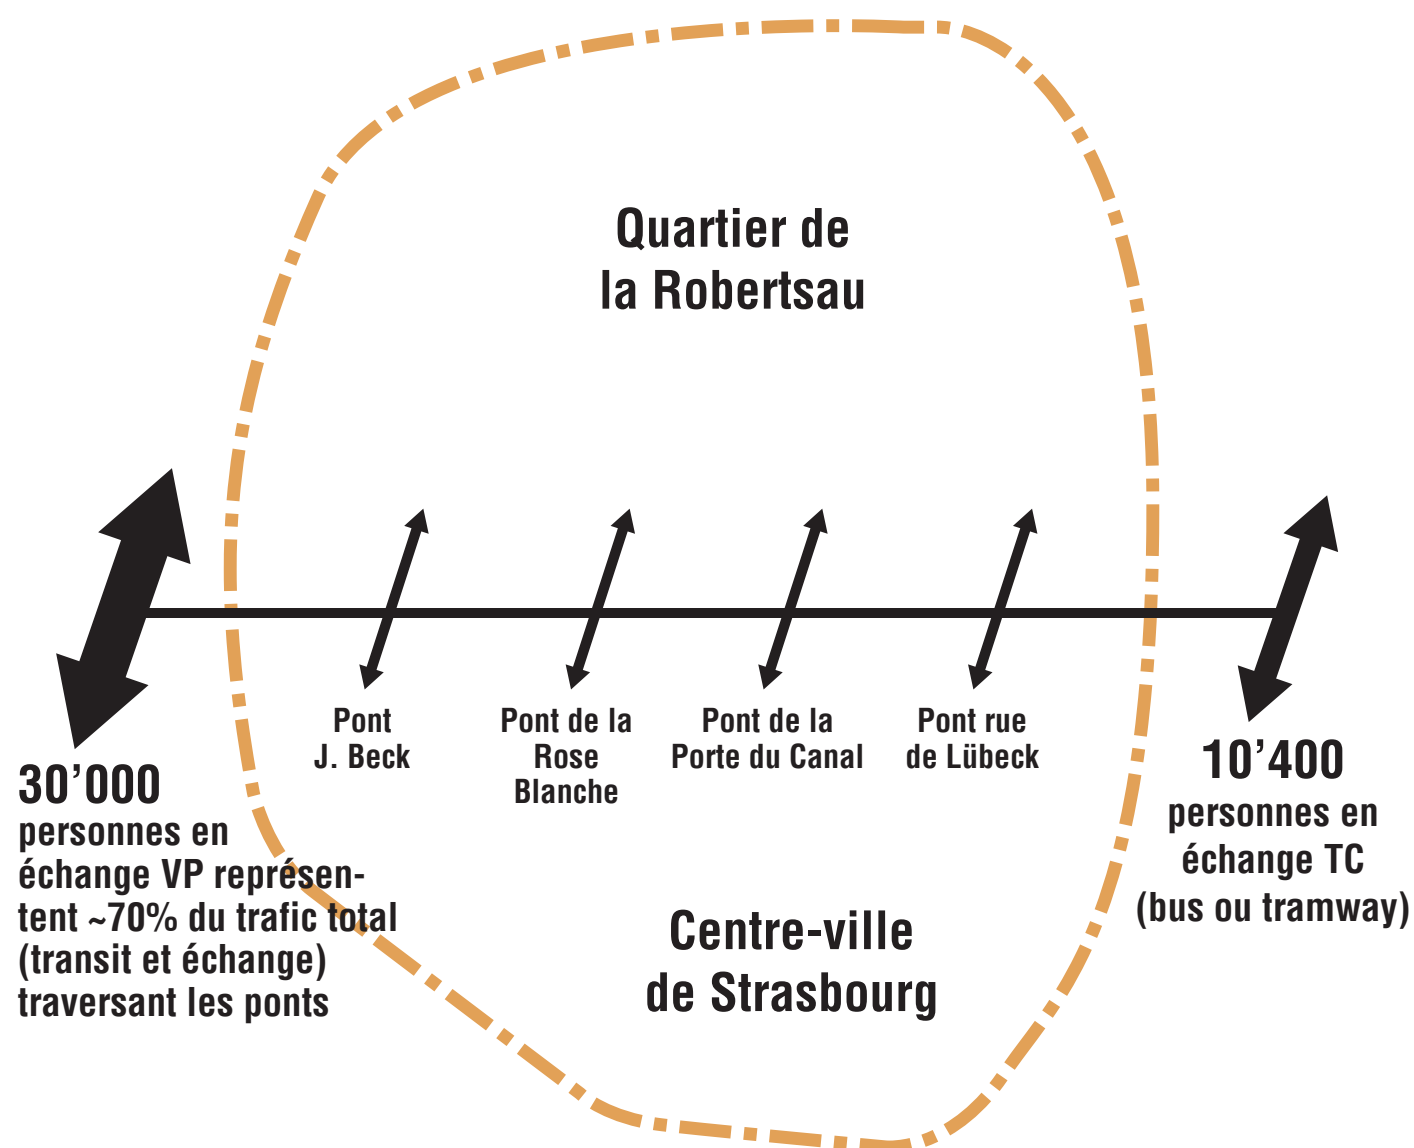 Quartier de
la Robertsau
Pont
J. Beck
Pont de la
Rose
Blanche
Pont de la
Porte du Canal
Pont rue
de Lübeck
30’000
personnes en
échange VP représen-
tent ~70% du trafic total
(transit et échange)
traversant les ponts
10’400
personnes en
échange TC
(bus ou tramway)
Centre-ville
de Strasbourg